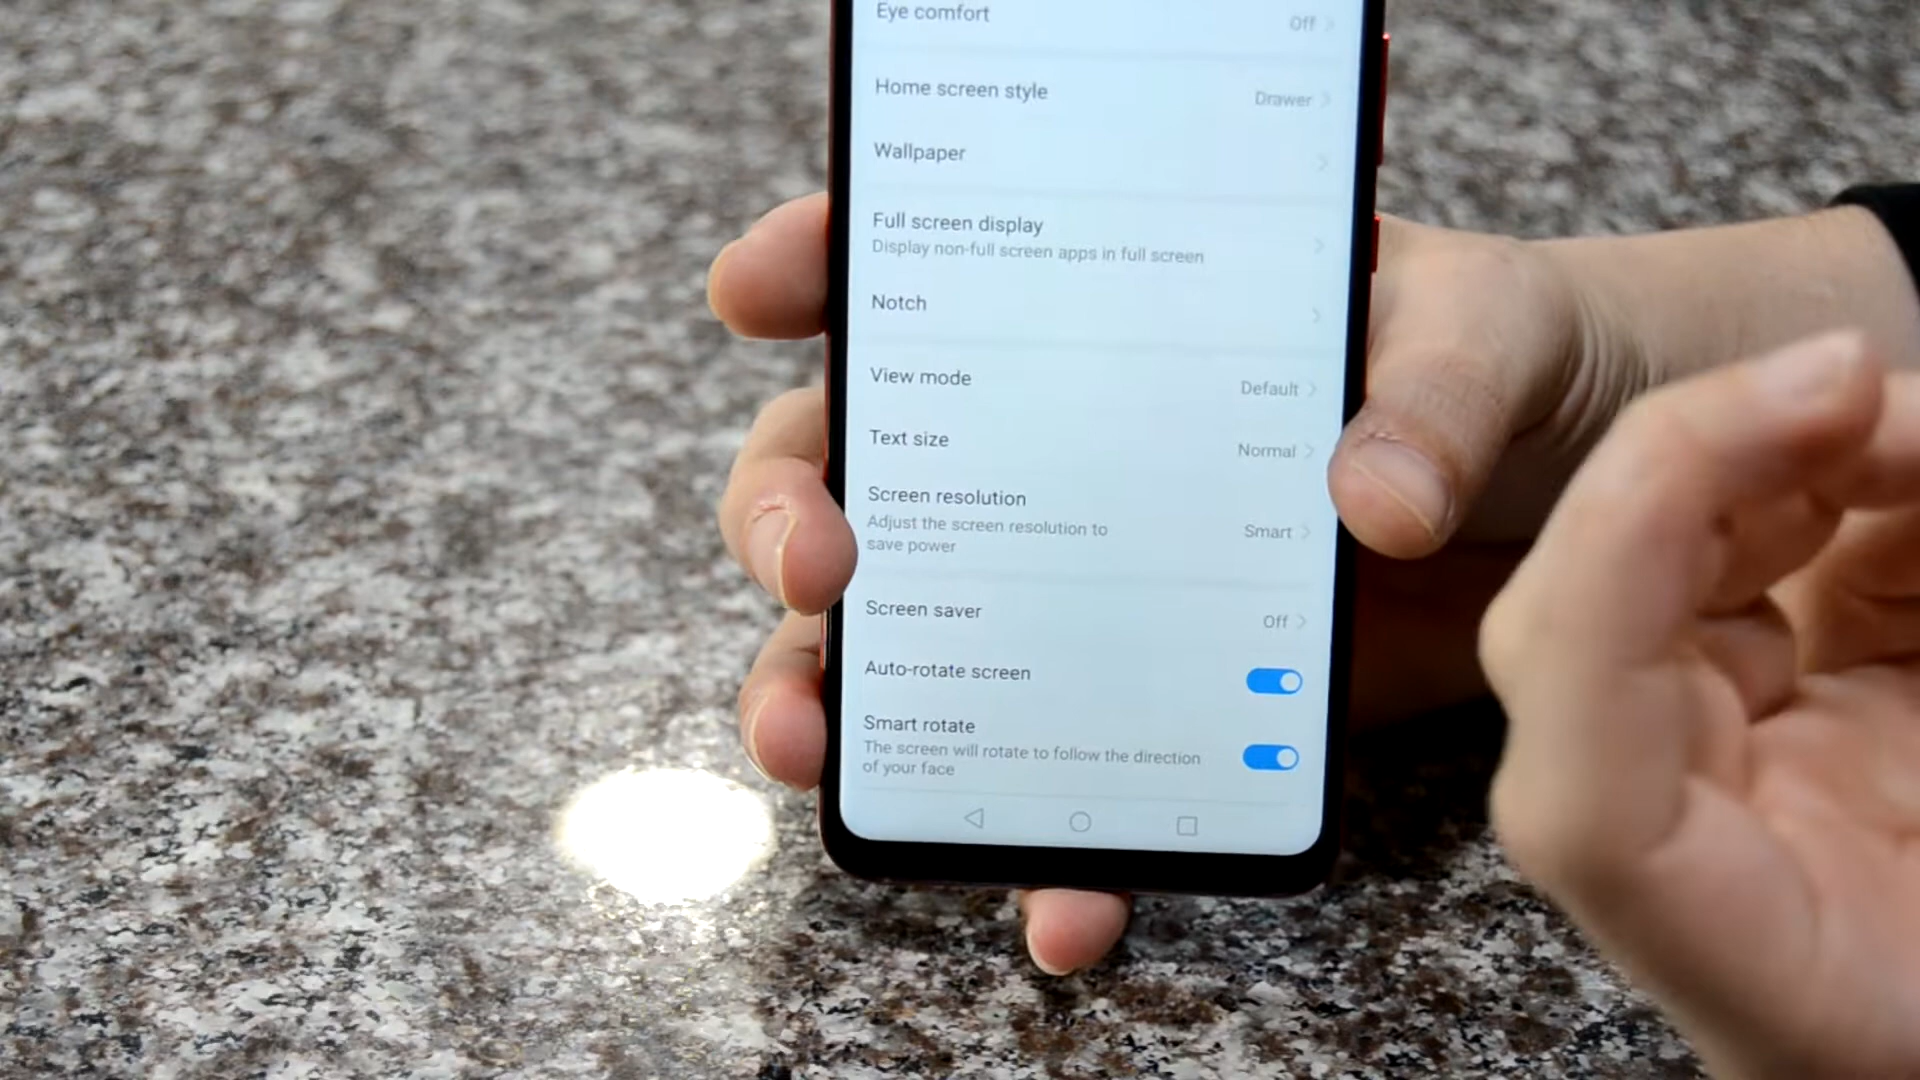 Eye comfort Off
Home screen style Drawer
Wallpaper
Full screen display
Display non-full screen apps in full screen
Notch
View mode Default
Text size Normal
Screen resolution
Adjust the screen resolution to Smart
save power
Screen saver Off
Auto-rotate screen
Smart rotate
The screen will rotate to follow the direction
of your face